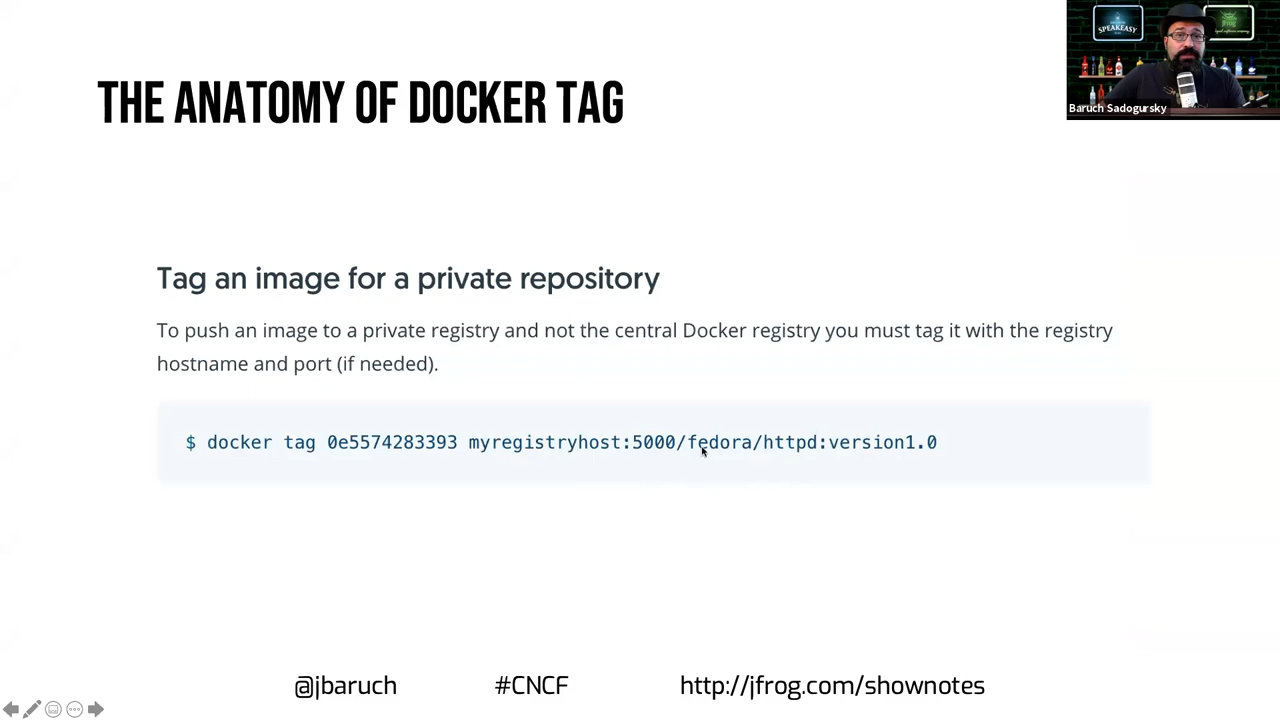 SPEAKEASY
Baruch Sadogursky
THE ANATOMY OF DOCKER TAG
Tag an image for a private repository
To push an image to a private registry and not the central Docker registry you must tag it with the registry
hostname and port (if needed).
$ docker tag 0e5574283393 myregistryhost:5000/fedora/httpd:version1.0
@jbaruch #CNCF http://jfrog.com/shownotes